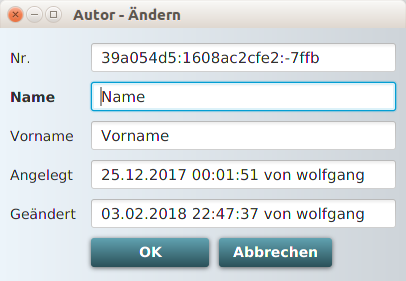 Autor - Ändern
Nr. 39a054d5:1608ac2cfe2:-7ffb
Name Name
Vorname Vorname
Angelegt 25.12.2017 00:01:51 von wolfgang
Geändert 03.02.2018 22:47:37 von wolfgang
OK Abbrechen